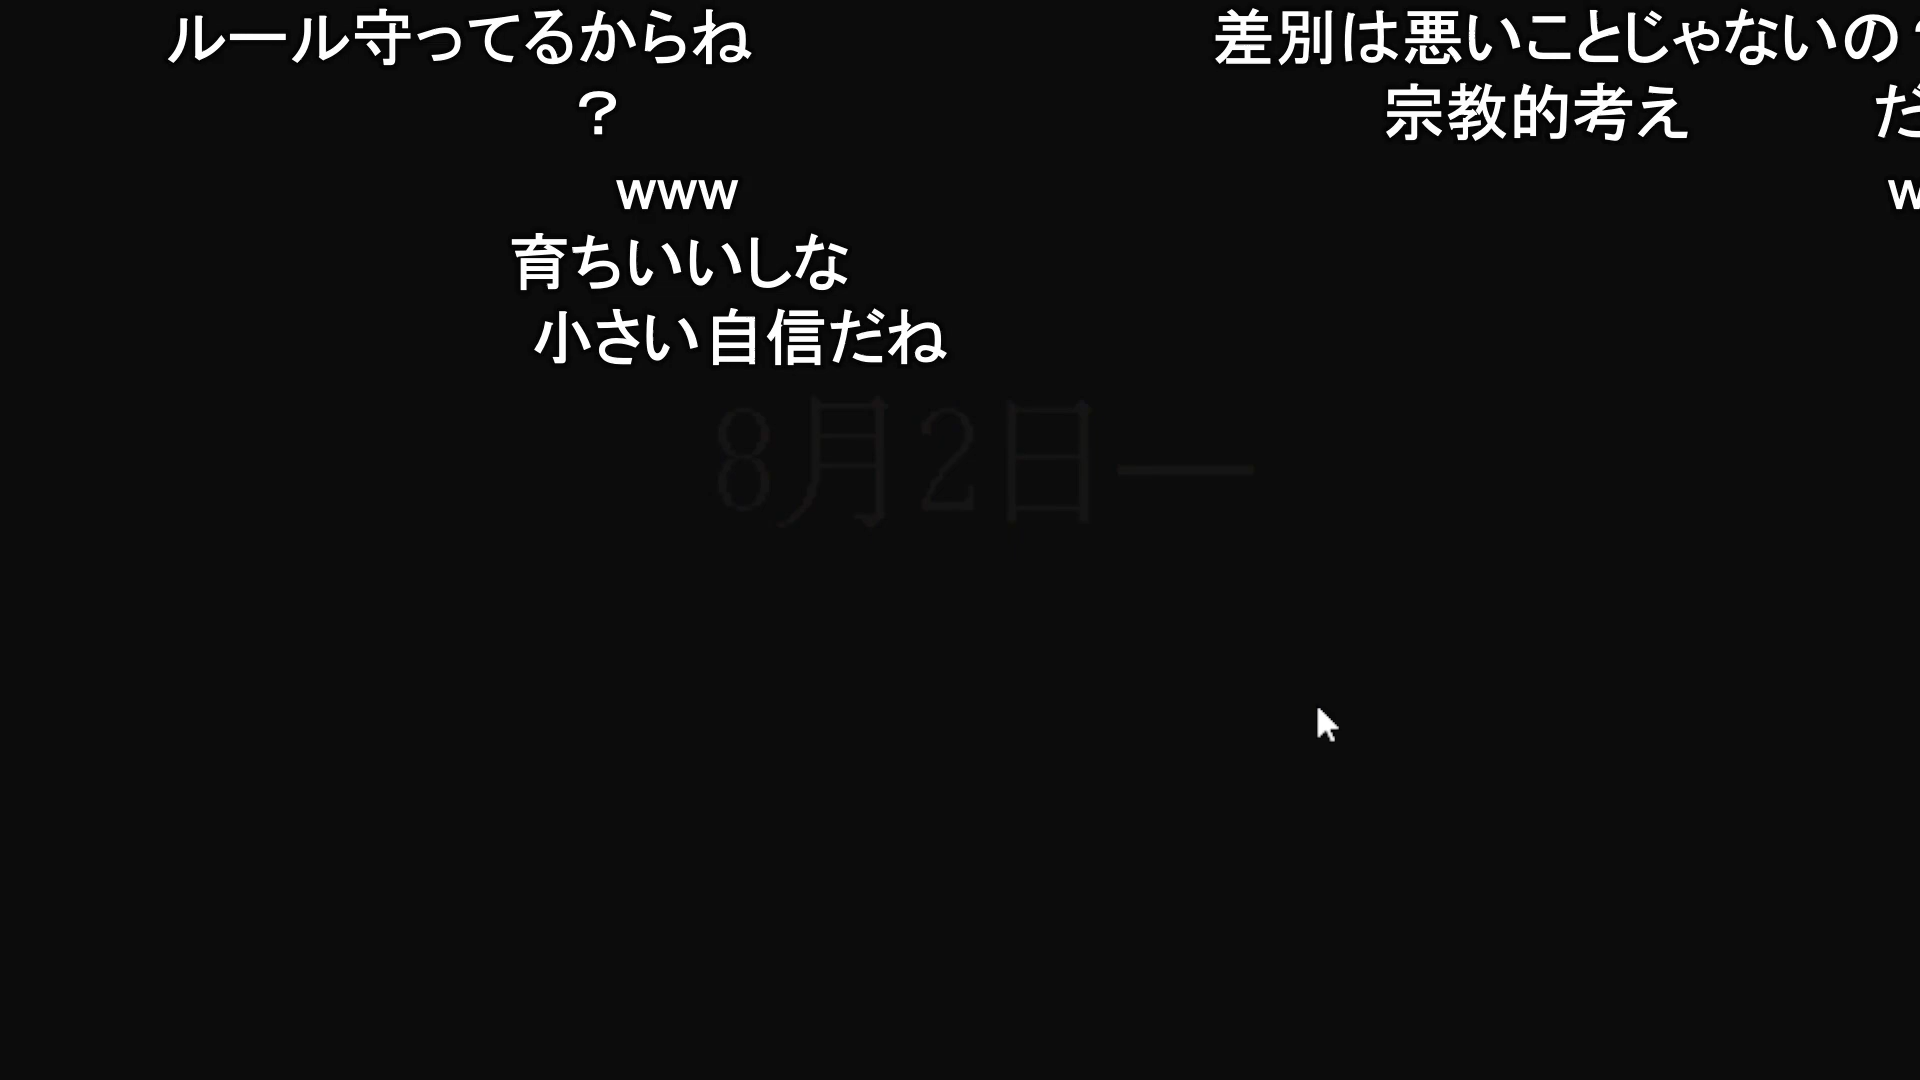 ルール守ってるからね
差別は悪いことじゃないの
？
宗教的考え
だ
www
w
育ちいいしな
小さい自信だね
8月2日―